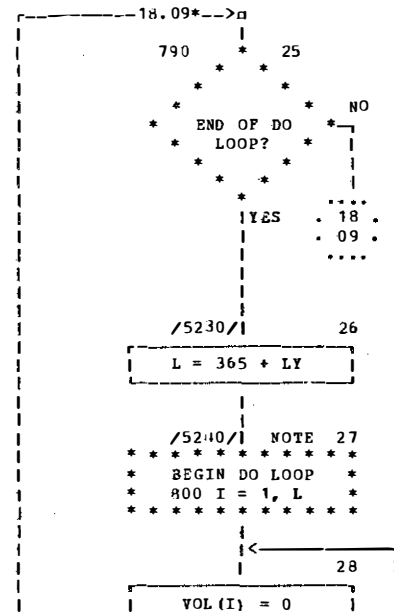 18.09*-->
790 25
NO
END OF DO
LOOP?
YES
18
09
/5230/ 26
L = 365 + LY
/5240/ NOTE 27
BEGIN DO LOOP
800 I = 1, L
28
VOL(I) = 0